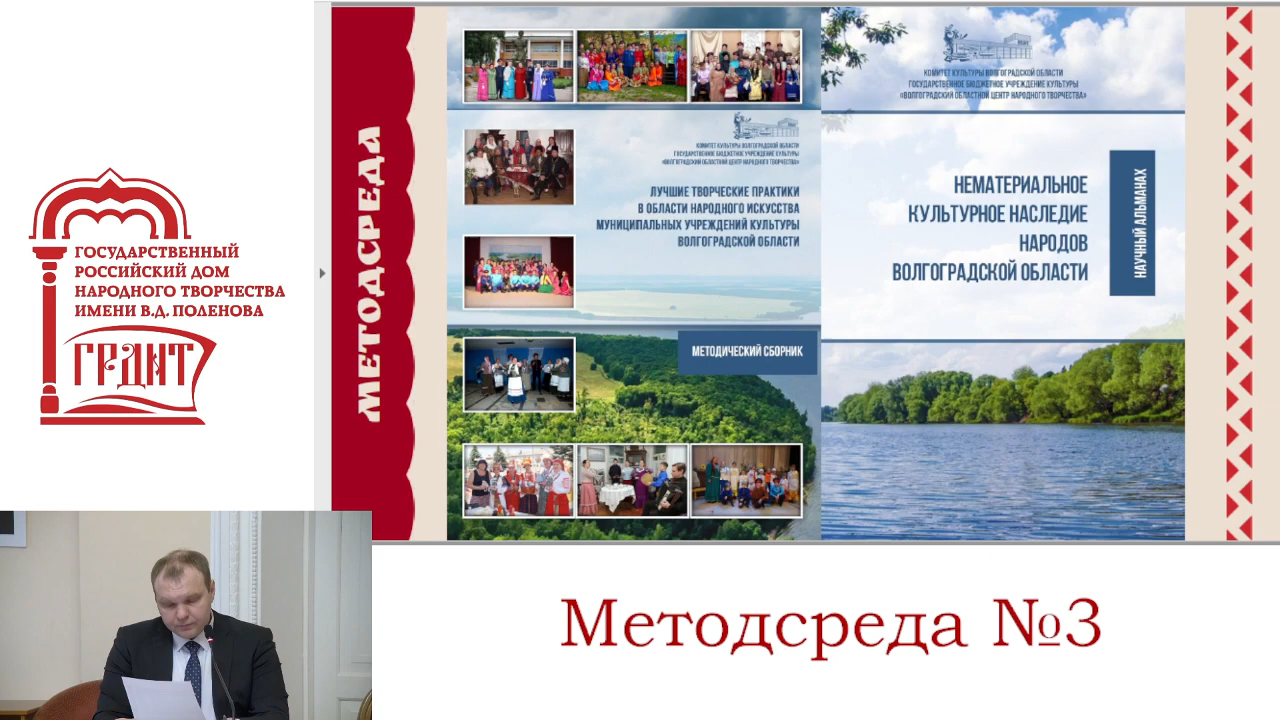 ГОСУДАРСТВЕННЫЙ
РОССИЙСКИЙ ДОМ
НАРОДНОГО ТВОРЧЕСТВА
ИМЕНИ В.Д. ПОЛЕНОВА
ГРДНТ
МЕТОДСРЕДА
КОМИТЕТ КУЛЬТУРЫ ВОЛГОГРАДСКОЙ ОБЛАСТИ
ГОСУДАРСТВЕННОЕ БЮДЖЕТНОЕ УЧРЕЖДЕНИЕ КУЛЬТУРЫ
«ВОЛГОГРАДСКИЙ ОБЛАСТНОЙ ЦЕНТР НАРОДНОГО ТВОРЧЕСТВА»
ЛУЧШИЕ ТВОРЧЕСКИЕ ПРАКТИКИ
В ОБЛАСТИ НАРОДНОГО ИСКУССТВА
МУНИЦИПАЛЬНЫХ УЧРЕЖДЕНИЙ КУЛЬТУРЫ
ВОЛГОГРАДСКОЙ ОБЛАСТИ
МЕТОДИЧЕСКИЙ СБОРНИК
КОМИТЕТ КУЛЬТУРЫ ВОЛГОГРАДСКОЙ ОБЛАСТИ
ГОСУДАРСТВЕННОЕ БЮДЖЕТНОЕ УЧРЕЖДЕНИЕ КУЛЬТУРЫ
«ВОЛГОГРАДСКИЙ ОБЛАСТНОЙ ЦЕНТР НАРОДНОГО ТВОРЧЕСТВА»
НЕМАТЕРИАЛЬНОЕ
КУЛЬТУРНОЕ НАСЛЕДИЕ
НАРОДОВ
ВОЛГОГРАДСКОЙ ОБЛАСТИ
НАУЧНЫЙ АЛЬМАНАХ
Методсреда №3